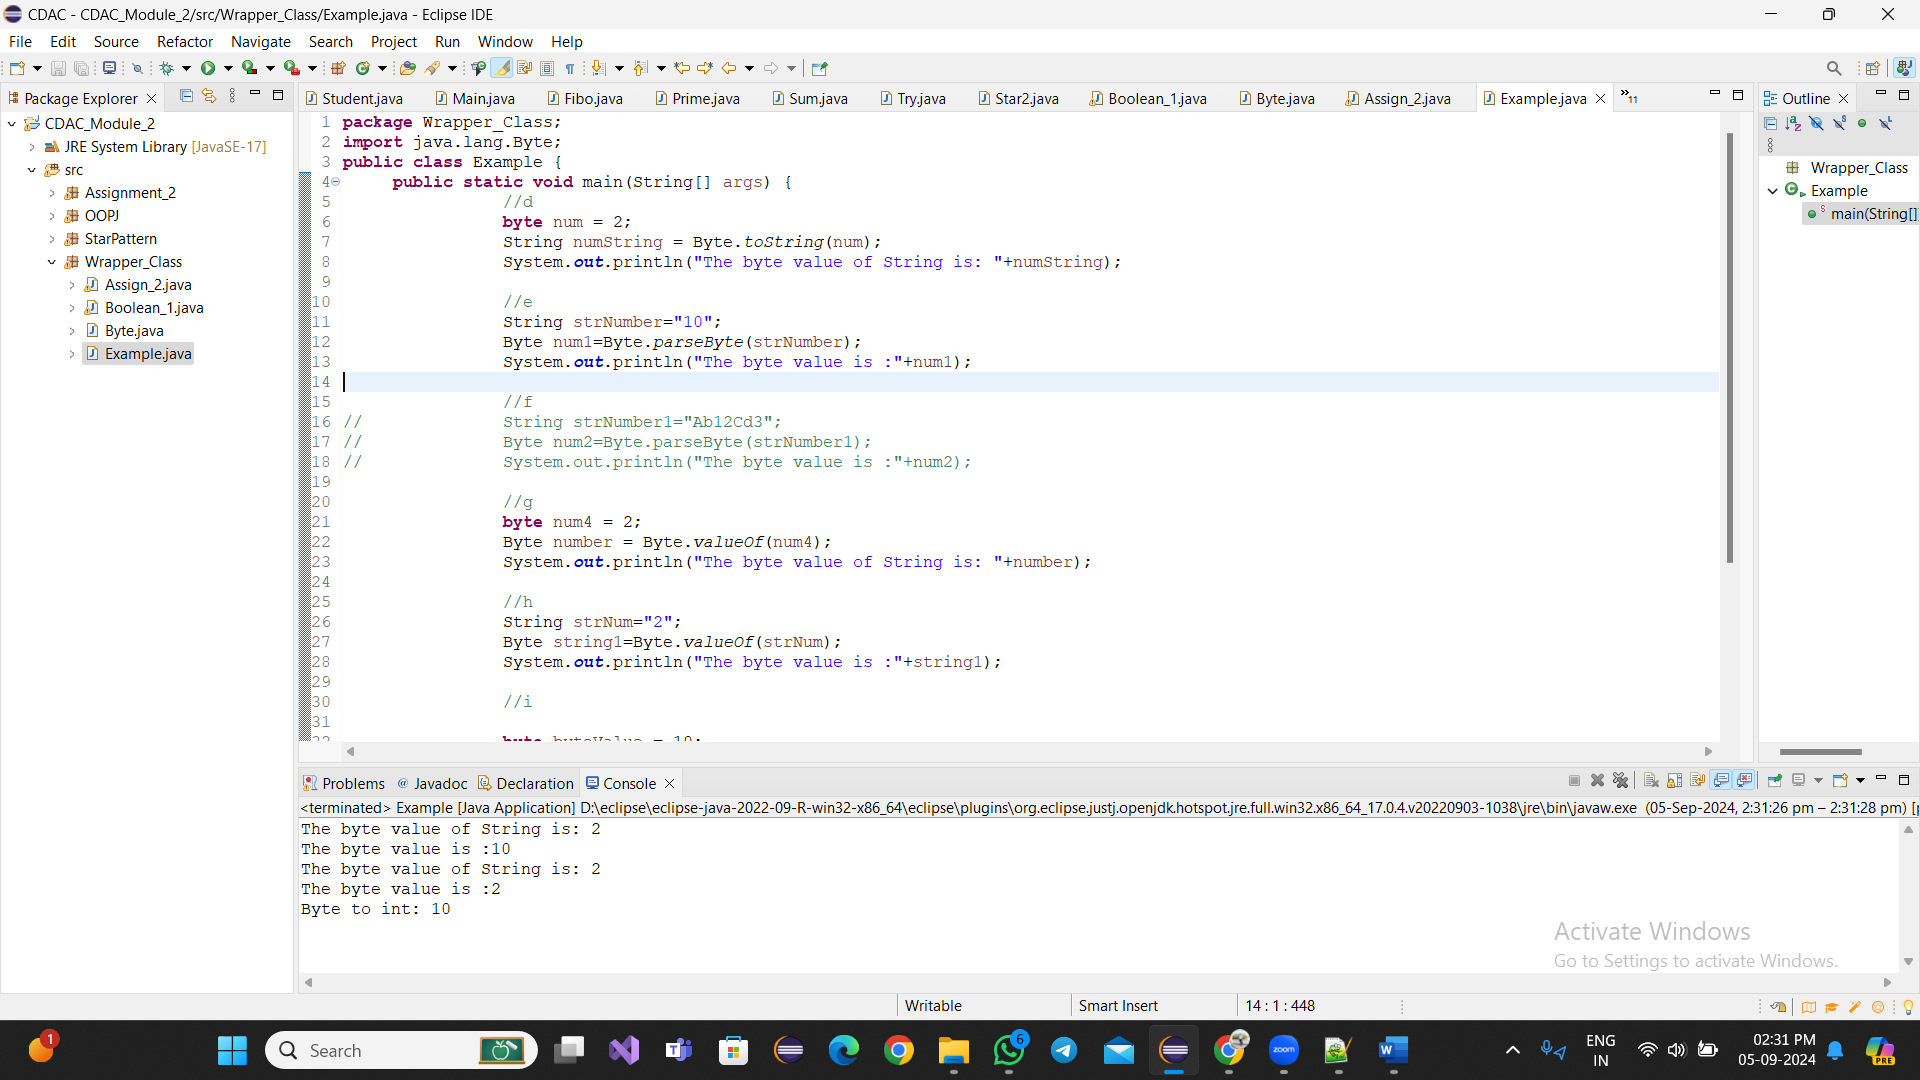 CDAC - CDAC_Module_2/src/Wrapper_Class/Example.java - Eclipse IDE
File Edit Source Refactor Navigate Search Project Run Window Help
Package Explorer
CDAC_Module_2
JRE System Library [JavaSE-17]
src
Assignment_2
OOPJ
StarPattern
Wrapper_Class
Assign_2.java
Boolean_1.java
Byte.java
Example.java
Student.java Main.java Fibo.java Prime.java Sum.java Try.java Star2.java Boolean_1.java Byte.java Assign_2.java Example.java »11
1 package Wrapper_Class;
2 import java.lang.Byte;
3 public class Example {
4 public static void main(String[] args) {
5 //d
6 byte num = 2;
7 String numString = Byte.toString(num);
8 System.out.println("The byte value of String is: "+numString);
9
10 //e
11 String strNumber="10";
12 Byte num1=Byte.parseByte(strNumber);
13 System.out.println("The byte value is :"+num1);
14
15 //f
16 // String strNumber1="Ab12Cd3";
17 // Byte num2=Byte.parseByte(strNumber1);
18 // System.out.println("The byte value is :"+num2);
19
20 //g
21 byte num4 = 2;
22 Byte number = Byte.valueOf(num4);
23 System.out.println("The byte value of String is: "+number);
24
25 //h
26 String strNum="2";
27 Byte string1=Byte.valueOf(strNum);
28 System.out.println("The byte value is :"+string1);
29
30 //i
31
32 byte byteValue = 10;
Outline
Wrapper_Class
Example
main(String[]
Problems Javadoc Declaration Console
<terminated> Example [Java Application] D:\eclipse\eclipse-java-2022-09-R-win32-x86_64\eclipse\plugins\org.eclipse.justj.openjdk.hotspot.jre.full.win32.x86_64_17.0.4.v20220903-1038\jre\bin\javaw.exe (05-Sep-2024, 2:31:26 pm – 2:31:28 pm) [p
The byte value of String is: 2
The byte value is :10
The byte value of String is: 2
The byte value is :2
Byte to int: 10
Activate Windows
Go to Settings to activate Windows.
Writable Smart Insert 14 : 1 : 448
1
Search
6
zoom
ENG
IN
02:31 PM
05-09-2024
PRE